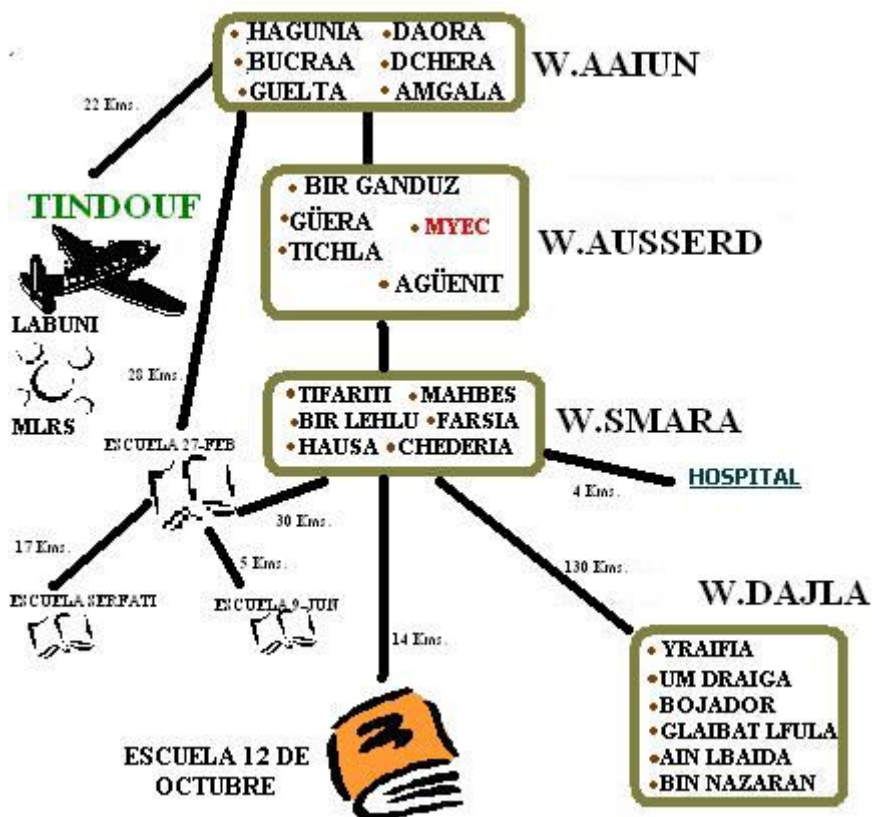 HAGUNIA DAORA
BUCRAA DCHERA
GUELTA AMGALA
W.AAIUN
22 Kms.
TINDOUF
BIR GANDUZ
GÜERA MYEC
TICHLA
AGÜENIT
W.AUSSERD
LABUNI
MLRS
28 Kms.
TIFARITI MAHBES
BIR LEHLU FARSIA
HAUSA CHEDERIA
W.SMARA
ESCUELA 27-FEB
HOSPITAL
4 Kms.
30 Kms.
17 Kms.
5 Kms.
130 Kms.
ESCUELA SERFATI
ESCUELA 9-JUN
W.DAJLA
14 Kms.
YRAIFIA
UM DRAIGA
BOJADOR
GLAIBAT LFULA
AIN LBAIDA
BIN NAZARAN
ESCUELA 12 DE
OCTUBRE